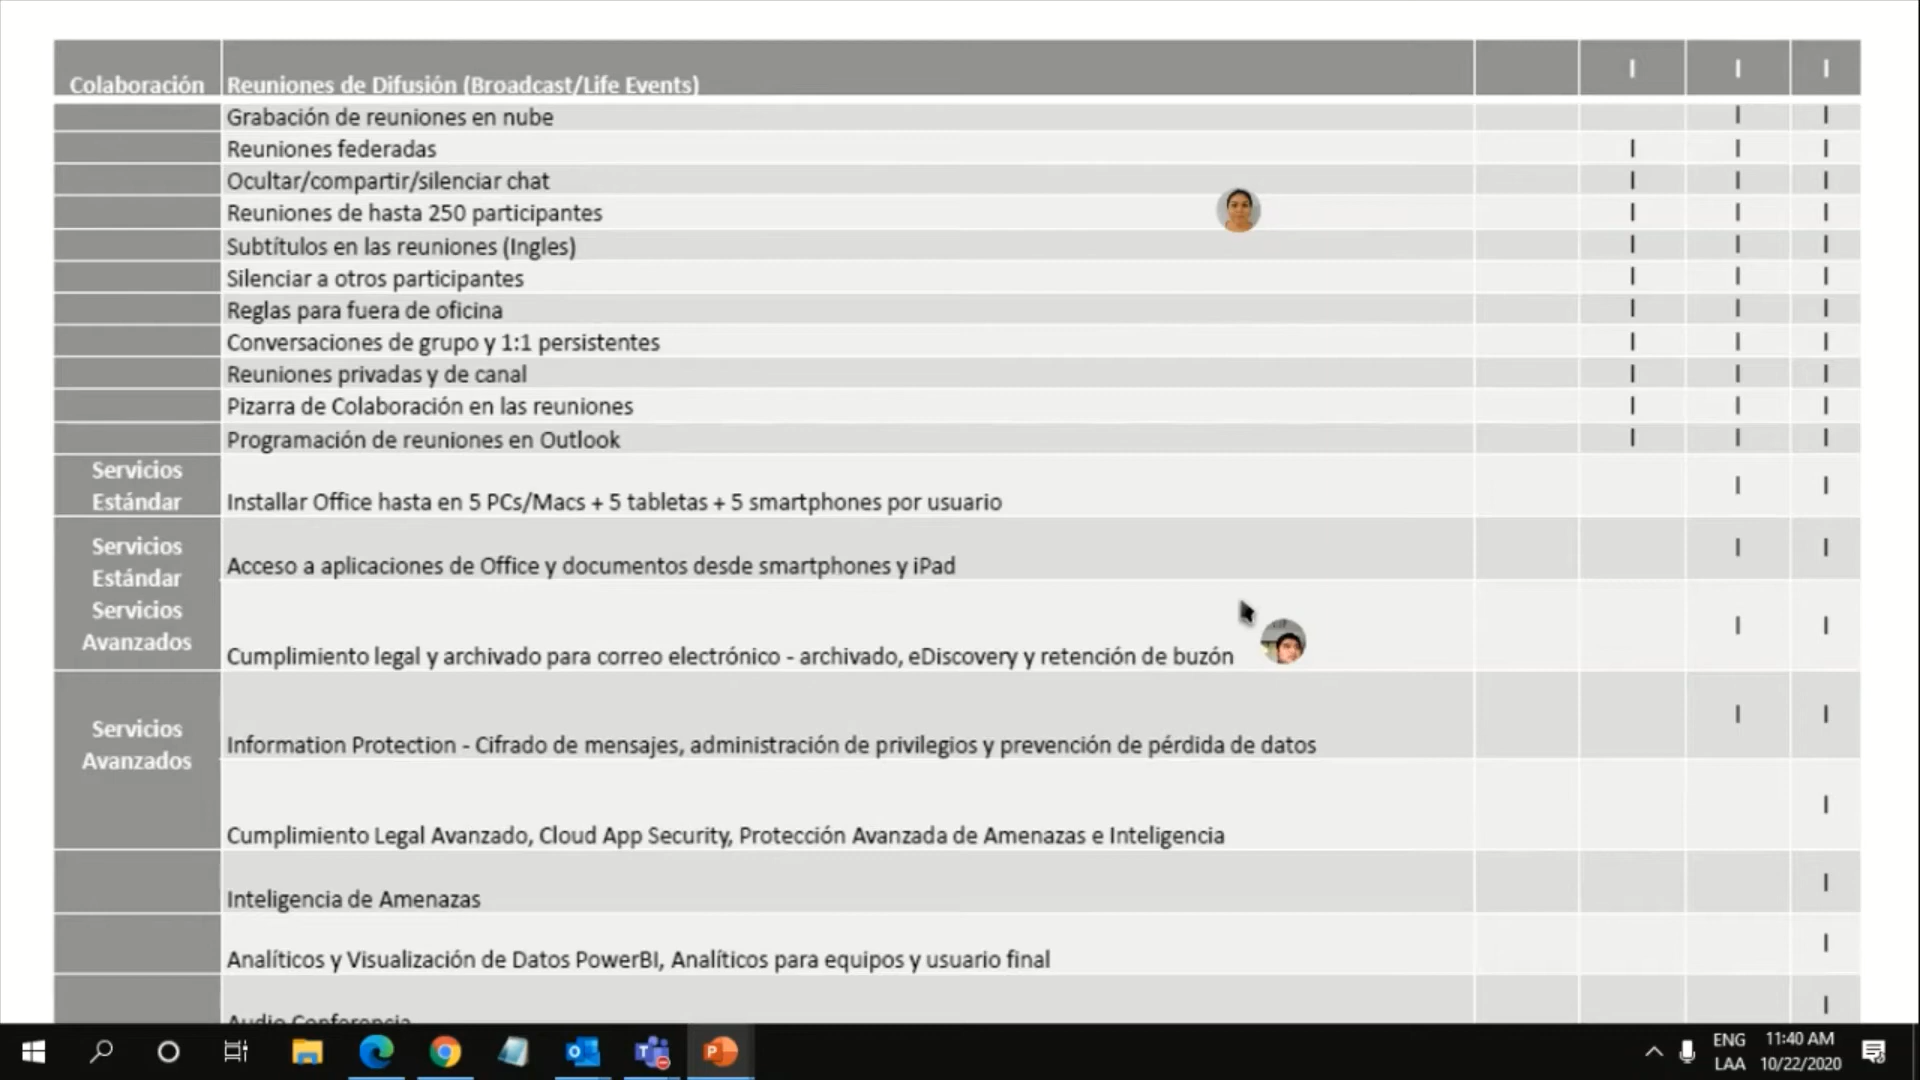 Colaboración Reuniones de Difusión (Broadcast/Life Events) I I I
Grabación de reuniones en nube I I
Reuniones federadas I I I
Ocultar/compartir/silenciar chat I I I
Reuniones de hasta 250 participantes I I I
Subtítulos en las reuniones (Ingles) I I I
Silenciar a otros participantes I I I
Reglas para fuera de oficina I I I
Conversaciones de grupo y 1:1 persistentes I I I
Reuniones privadas y de canal I I I
Pizarra de Colaboración en las reuniones I I I
Programación de reuniones en Outlook I I I
Servicios
Estándar Installar Office hasta en 5 PCs/Macs + 5 tabletas + 5 smartphones por usuario I I
Servicios
Estándar Acceso a aplicaciones de Office y documentos desde smartphones y iPad I I
Servicios
Avanzados Cumplimiento legal y archivado para correo electrónico - archivado, eDiscovery y retención de buzón I I
Servicios
Avanzados Information Protection - Cifrado de mensajes, administración de privilegios y prevención de pérdida de datos I I
Cumplimiento Legal Avanzado, Cloud App Security, Protección Avanzada de Amenazas e Inteligencia I
Inteligencia de Amenazas I
Analíticos y Visualización de Datos PowerBI, Analíticos para equipos y usuario final I
Audio Conferencia I
ENG 11:40 AM
LAA 10/22/2020